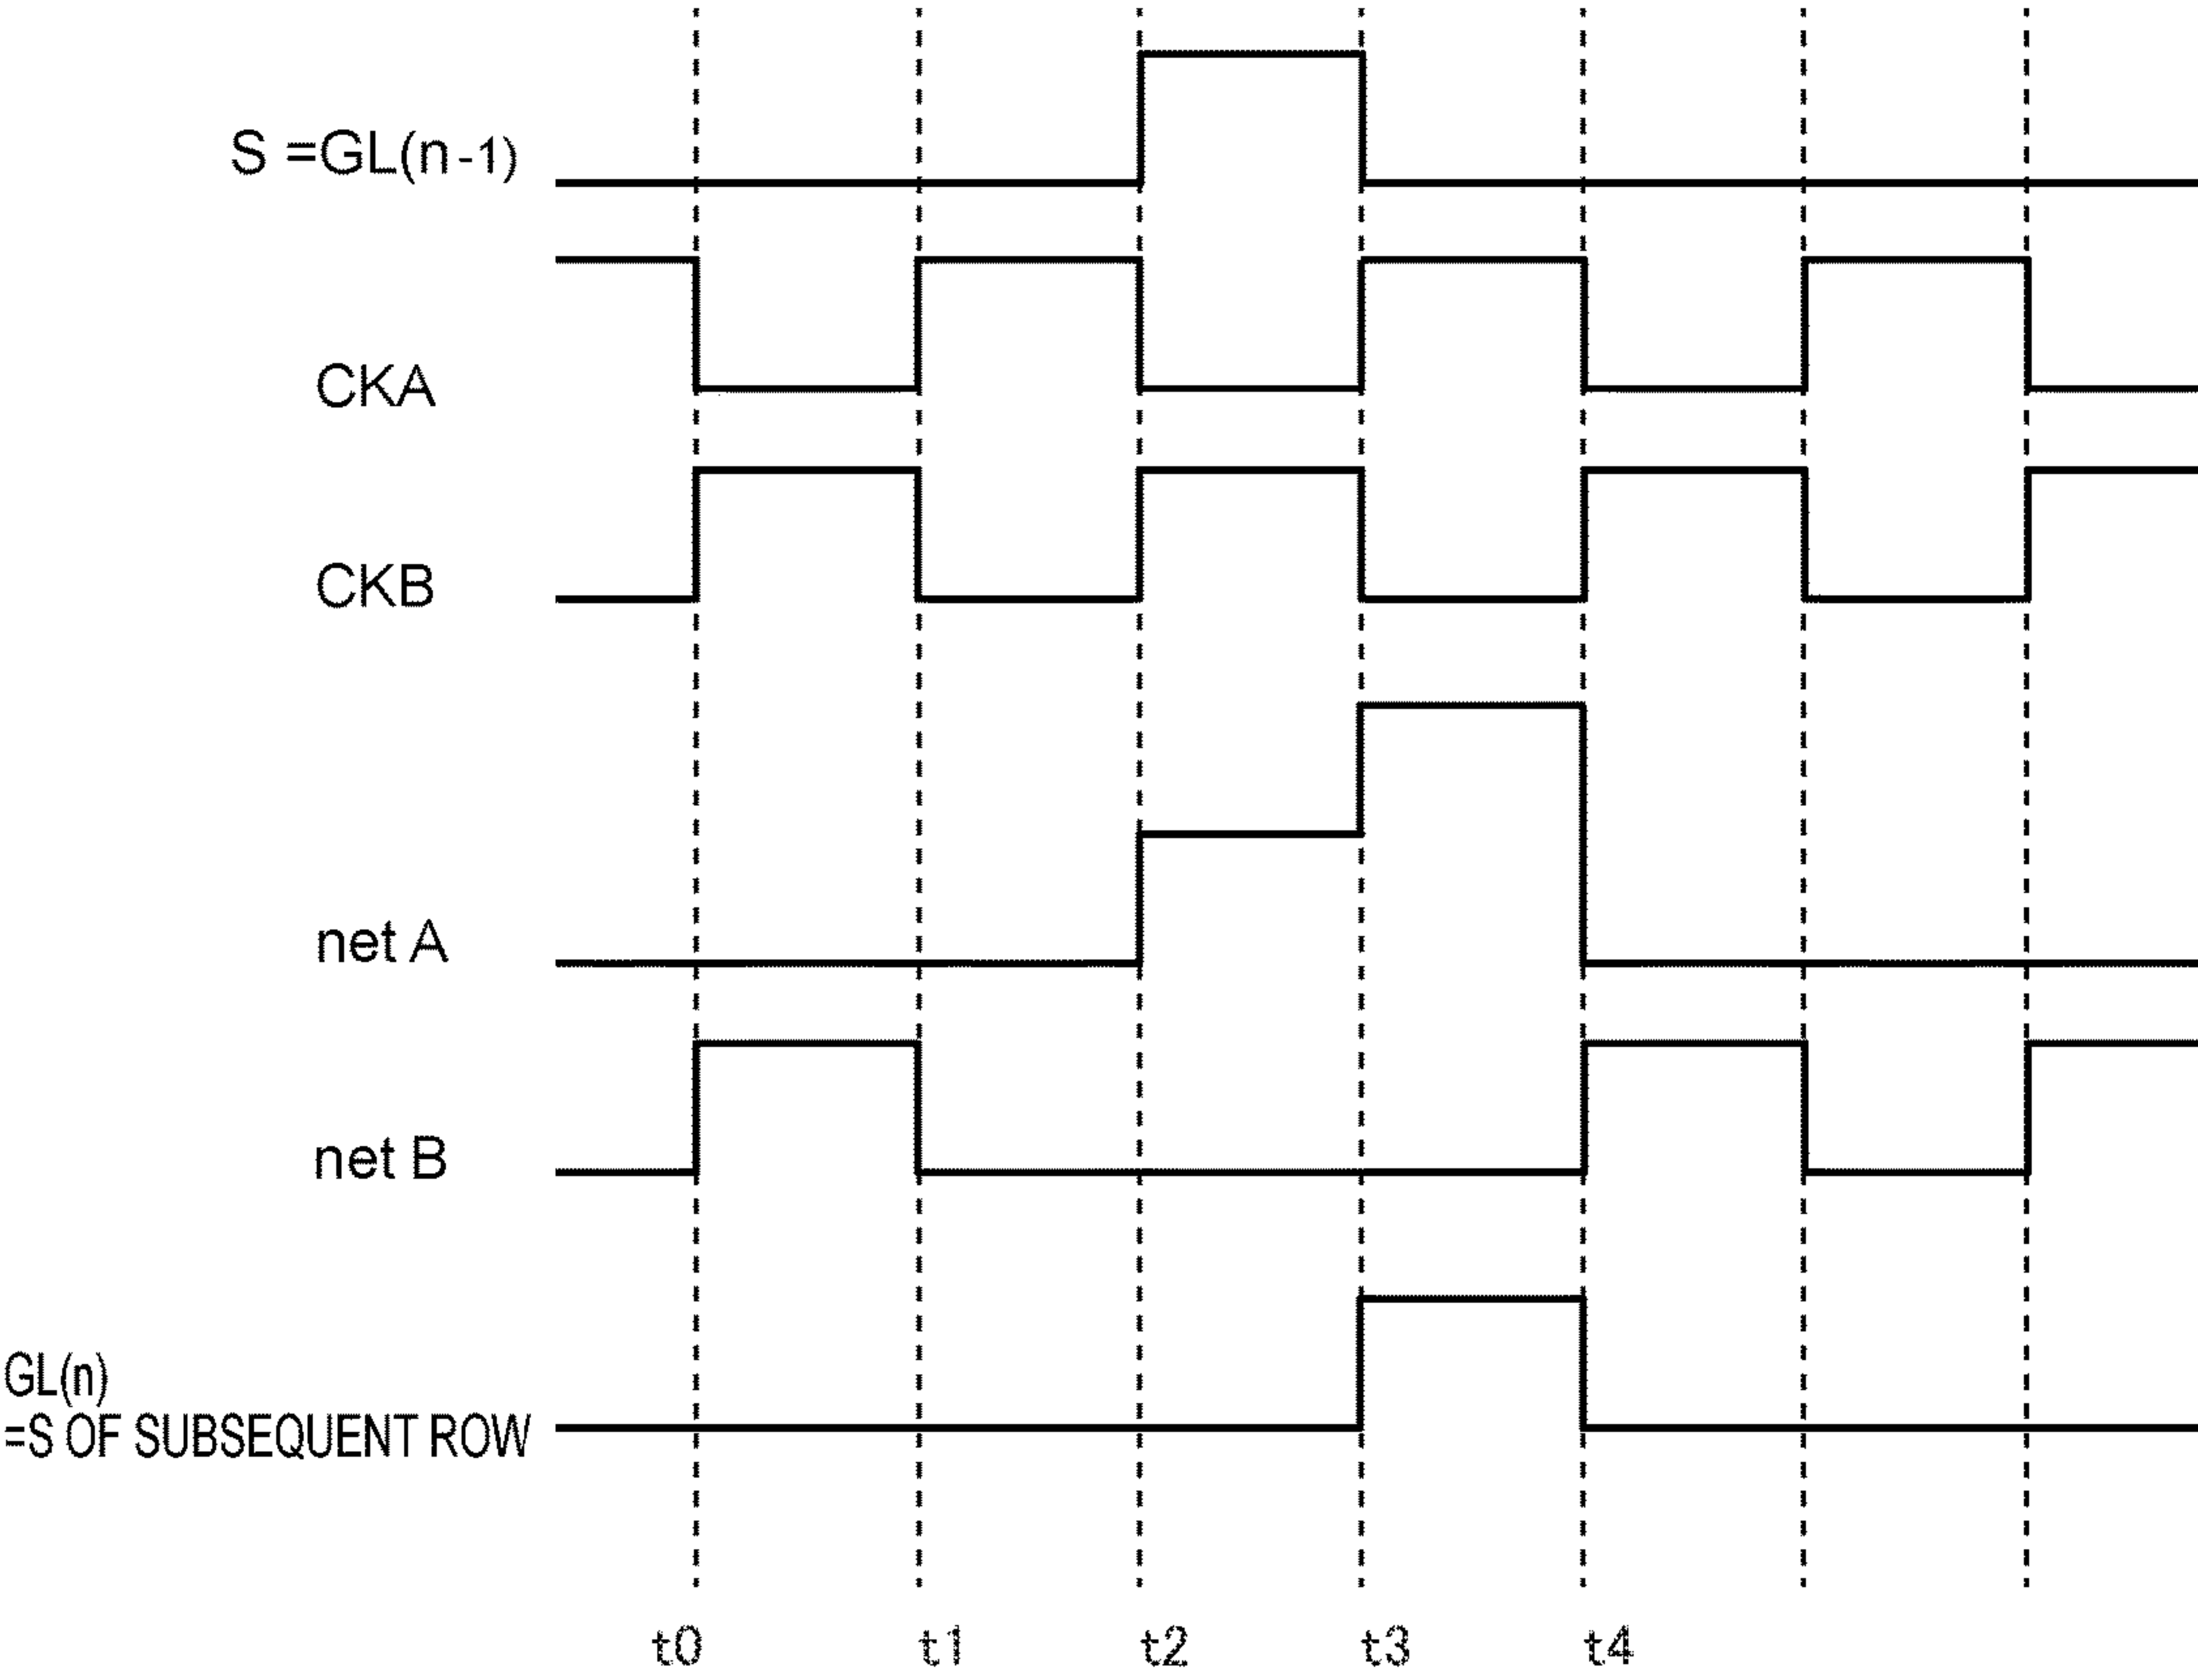 S =GL(n-1)
CKA
CKB
net A
net B
GL(n)
=S OF SUBSEQUENT ROW
t0 t1 t2 t3 t4